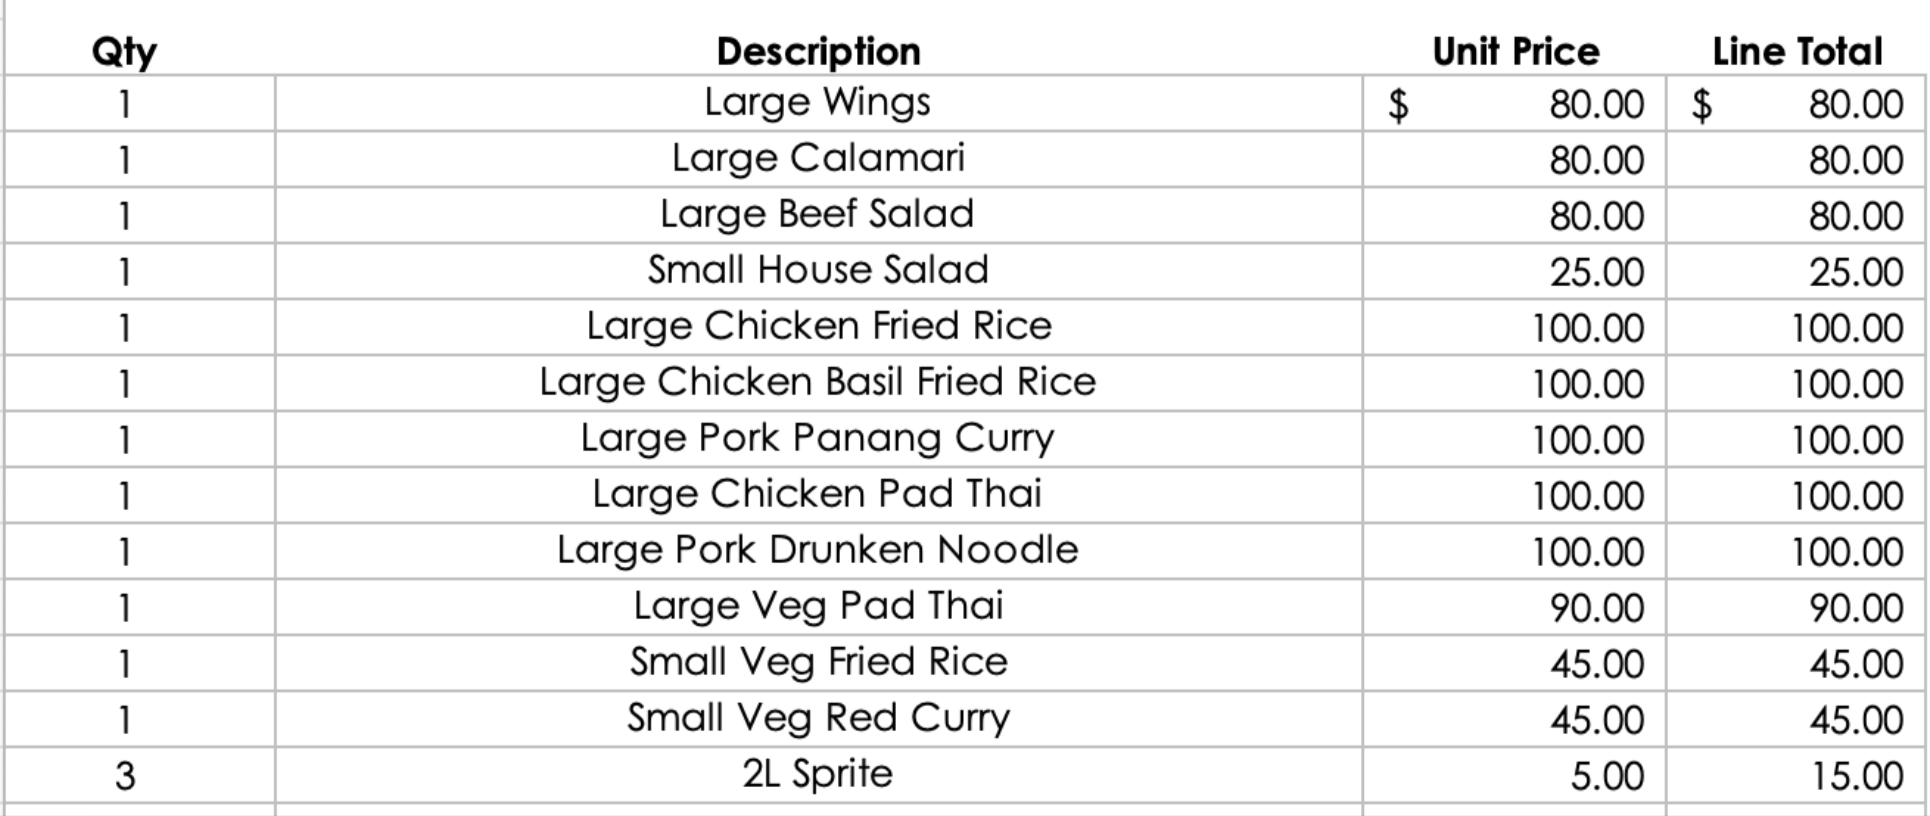 Qty Description Unit Price Line Total
1 Large Wings $ 80.00 $ 80.00
1 Large Calamari 80.00 80.00
1 Large Beef Salad 80.00 80.00
1 Small House Salad 25.00 25.00
1 Large Chicken Fried Rice 100.00 100.00
1 Large Chicken Basil Fried Rice 100.00 100.00
1 Large Pork Panang Curry 100.00 100.00
1 Large Chicken Pad Thai 100.00 100.00
1 Large Pork Drunken Noodle 100.00 100.00
1 Large Veg Pad Thai 90.00 90.00
1 Small Veg Fried Rice 45.00 45.00
1 Small Veg Red Curry 45.00 45.00
3 2L Sprite 5.00 15.00